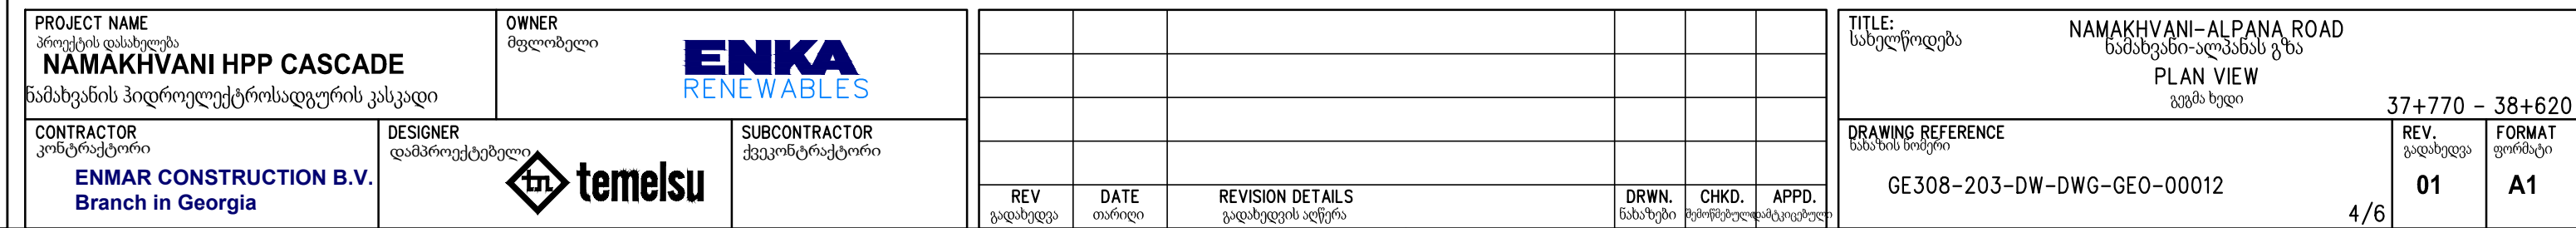 PROJECT NAME
პროექტის დასახელება
NAMAKHVANI HPP CASCADE
ნამახვანის ჰიდროელექტროსადგურის კასკადი
OWNER
მფლობელი
ENKA
RENEWABLES
CONTRACTOR
კონტრაქტორი
ENMAR CONSTRUCTION B.V.
Branch in Georgia
DESIGNER
დამპროექტებელი
temelsu
SUBCONTRACTOR
ქვეკონტრაქტორი
REV
გადახედვა
DATE
თარიღი
REVISION DETAILS
გადახედვის აღწერა
DRWN.
ნახაზები
CHKD.
შემოწმებულია
APPD.
დამტკიცებული
TITLE:
სახელწოდება
NAMAKHVANI-ALPANA ROAD
ნამახვანი-ალპანას გზა
PLAN VIEW
გეგმა ხედი
37+770 - 38+620
DRAWING REFERENCE
ნახაზის ნომერი
GE308-203-DW-DWG-GEO-00012
4/6
REV.
გადახედვა
01
FORMAT
ფორმატი
A1